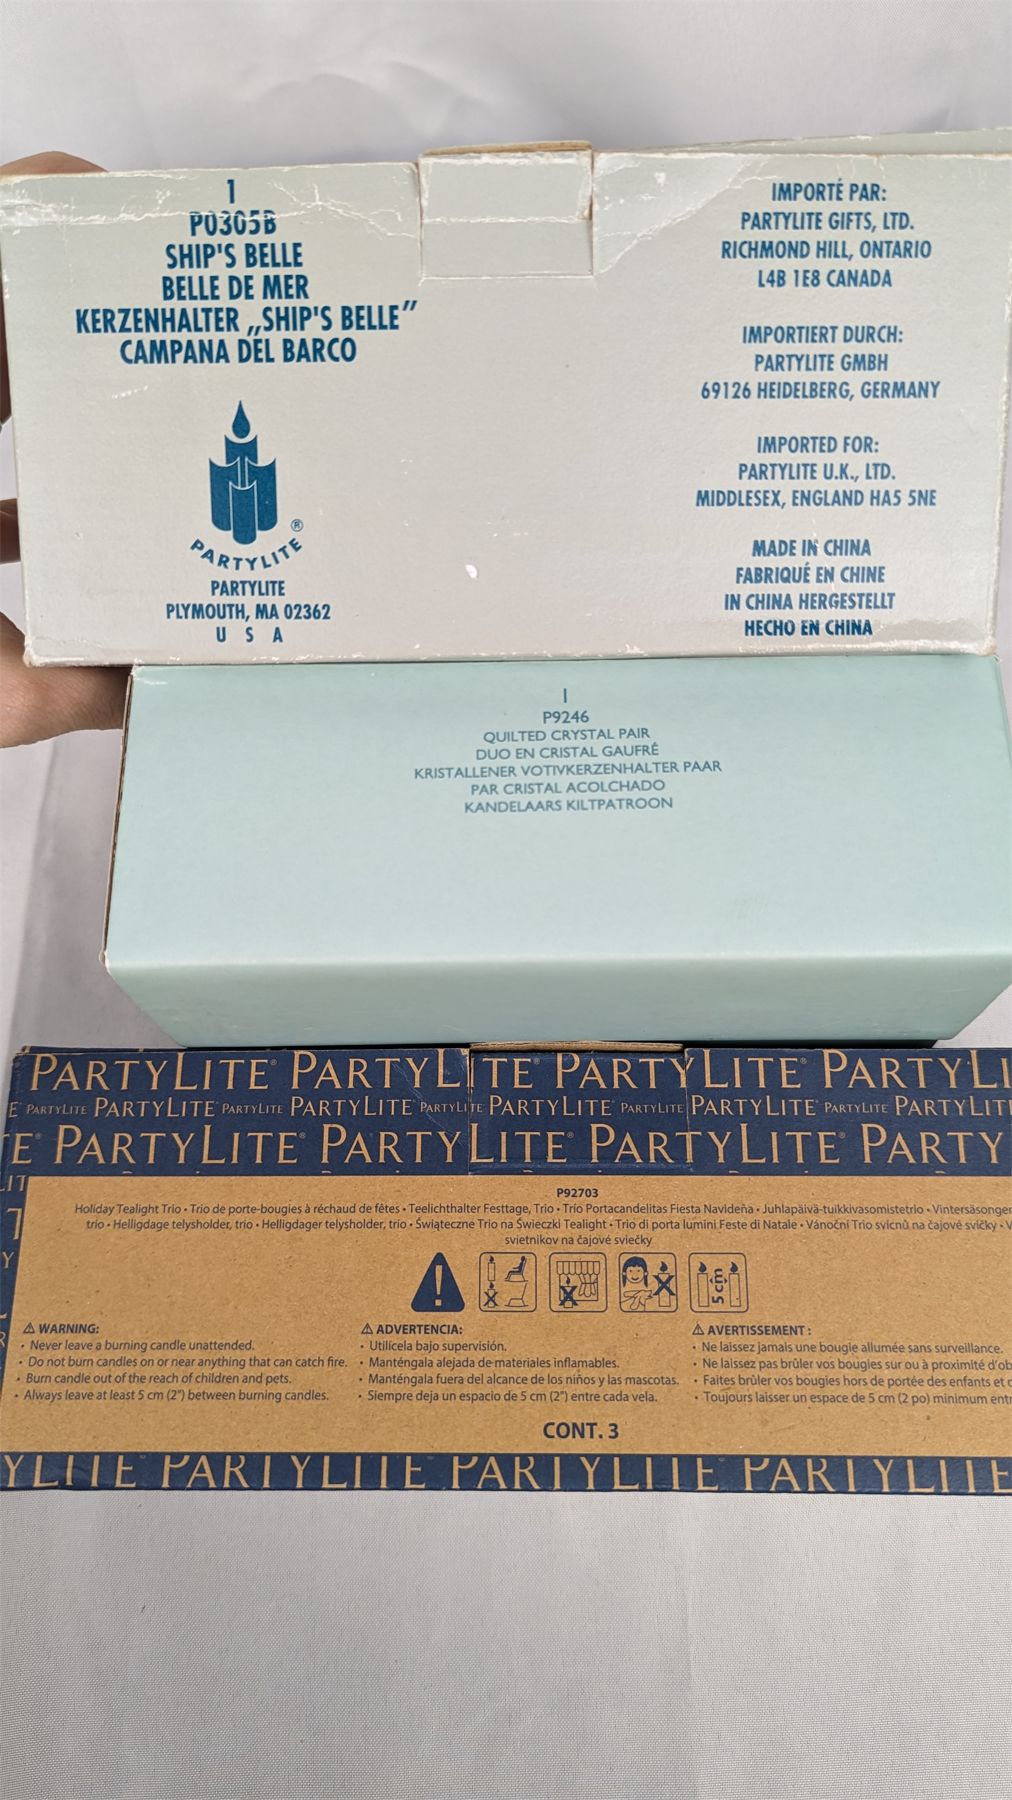 1
P0305B
SHIP'S BELLE
BELLE DE MER
KERZENHALTER „SHIP'S BELLE”
CAMPANA DEL BARCO
PARTYLITE ®
PARTYLITE
PLYMOUTH, MA 02362
U S A
IMPORTÉ PAR:
PARTYLITE GIFTS, LTD.
RICHMOND HILL, ONTARIO
L4B 1E8 CANADA
IMPORTIERT DURCH:
PARTYLITE GMBH
69126 HEIDELBERG, GERMANY
IMPORTED FOR:
PARTYLITE U.K., LTD.
MIDDLESEX, ENGLAND HA5 5NE
MADE IN CHINA
FABRIQUÉ EN CHINE
IN CHINA HERGESTELLT
HECHO EN CHINA
1
P9246
QUILTED CRYSTAL PAIR
DUO EN CRISTAL GAUFRÉ
KRISTALLENER VOTIVKERZENHALTER PAAR
PAR CRISTAL ACOLCHADO
KANDELAARS KILTPATROON
PARTYLITE® PARTYLITE® PARTYLITE® PARTYLI
E® PARTYLITE PARTYLITE® PARTYLITE PARTYLITE® PARTYLITE PARTYLITE® PARTYLITE PARTYLITE® PARTYLITE PARTYLIT
E® PARTYLITE® PARTYLITE® PARTYLITE® PARTY
P92703
Holiday Tealight Trio • Trio de porte-bougies à réchaud de fêtes • Teelichthalter Festtage, Trio • Trío Portacandelitas Fiesta Navideña • Juhlapäivä-tuikkivasomistetrio • Vintersäsonger
trio • Helligdage telysholder, trio • Helligdager telysholder, trio • Świąteczne Trio na Świeczki Tealight • Trio di porta lumini Feste di Natale • Vánoční Trio svícnů na čajové svíčky • V
svietnikov na čajové sviečky
5 cm
⚠ WARNING:
• Never leave a burning candle unattended.
• Do not burn candles on or near anything that can catch fire.
• Burn candle out of the reach of children and pets.
• Always leave at least 5 cm (2") between burning candles.
⚠ ADVERTENCIA:
• Utilícela bajo supervisión.
• Manténgala alejada de materiales inflamables.
• Manténgala fuera del alcance de los niños y las mascotas.
• Siempre deja un espacio de 5 cm (2") entre cada vela.
⚠ AVERTISSEMENT :
• Ne laissez jamais une bougie allumée sans surveillance.
• Ne laissez pas brûler vos bougies sur ou à proximité d'ob
• Faites brûler vos bougies hors de portée des enfants et d
• Toujours laisser un espace de 5 cm (2 po) minimum entr
CONT. 3
YLITE® PARTYLITE® PARTYLITE® PARTYLITE